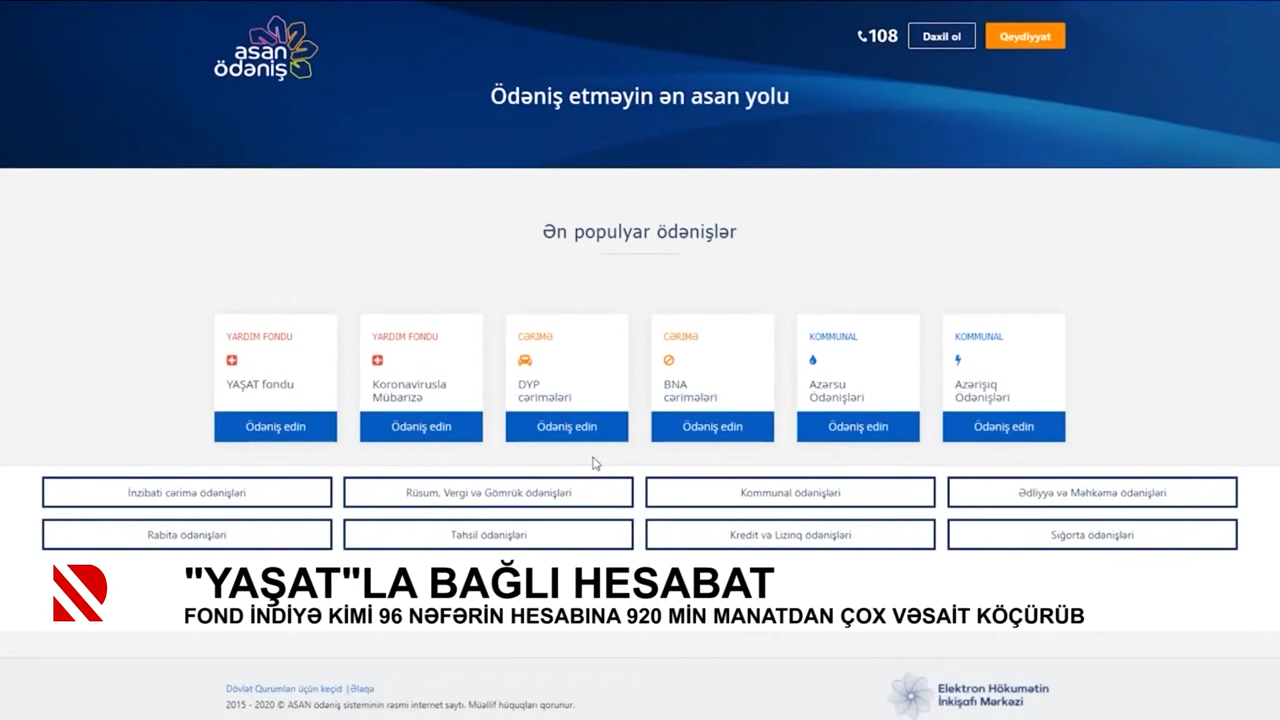 asan
ödəniş
108
Daxil ol
Qeydiyyat
Ödəniş etməyin ən asan yolu
Ən populyar ödənişlər
YARDIM FONDU
YAŞAT fondu
Ödəniş edin
YARDIM FONDU
Koronavirusla
Mübarizə
Ödəniş edin
CƏRİMƏ
DYP
cərimələri
Ödəniş edin
CƏRİMƏ
BNA
cərimələri
Ödəniş edin
KOMMUNAL
Azərsu
Ödənişləri
Ödəniş edin
KOMMUNAL
Azərişıq
Ödənişləri
Ödəniş edin
İnzibati cərimə ödənişləri
Rüsum, Vergi və Gömrük ödənişləri
Kommunal ödənişləri
Ədliyyə və Məhkəmə ödənişləri
Rabitə ödənişləri
Təhsil ödənişləri
Kredit və Lizinq ödənişləri
Sığorta ödənişləri
"YAŞAT"LA BAĞLI HESABAT
FOND İNDİYƏ KİMİ 96 NƏFƏRİN HESABINA 920 MİN MANATDAN ÇOX VƏSAİT KÖÇÜRÜB
Dövlət Qurumları üçün keçid | Əlaqə
2015 - 2020 © ASAN ödəniş sisteminin rəsmi internet saytı. Müəllif hüquqları qorunur.
Elektron Hökumətin
İnkişafı Mərkəzi